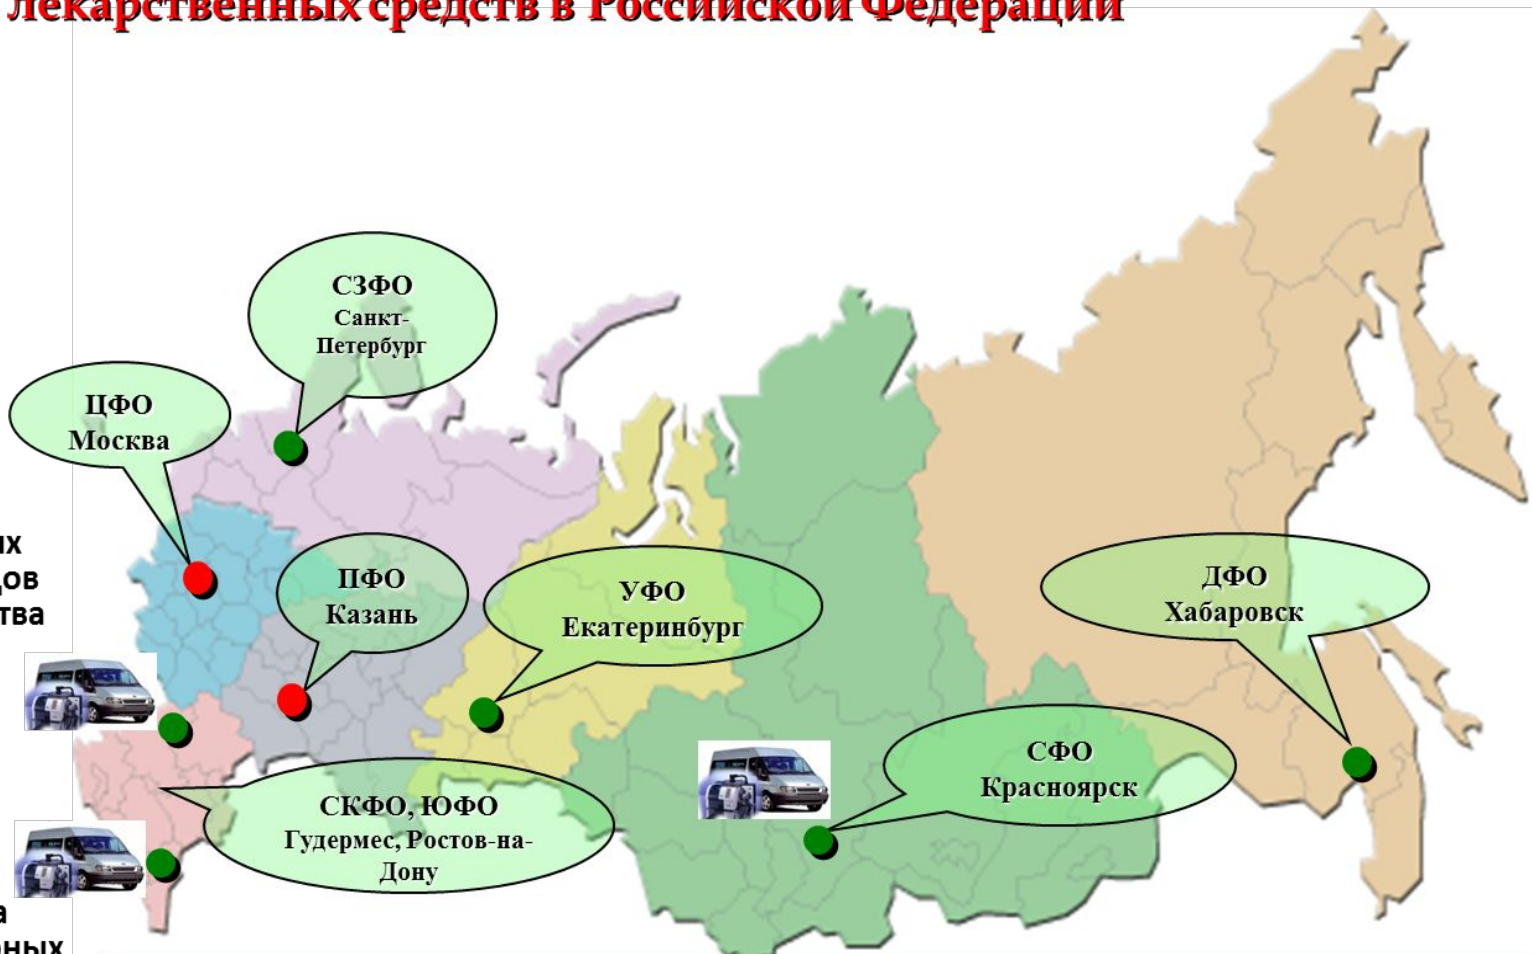 лекарственных средств в Российской Федерации
СЗФО
Санкт-
Петербург
ЦФО
Москва
ПФО
Казань
УФО
Екатеринбург
ДФО
Хабаровск
СФО
Красноярск
СКФО, ЮФО
Гудермес, Ростов-на-
Дону